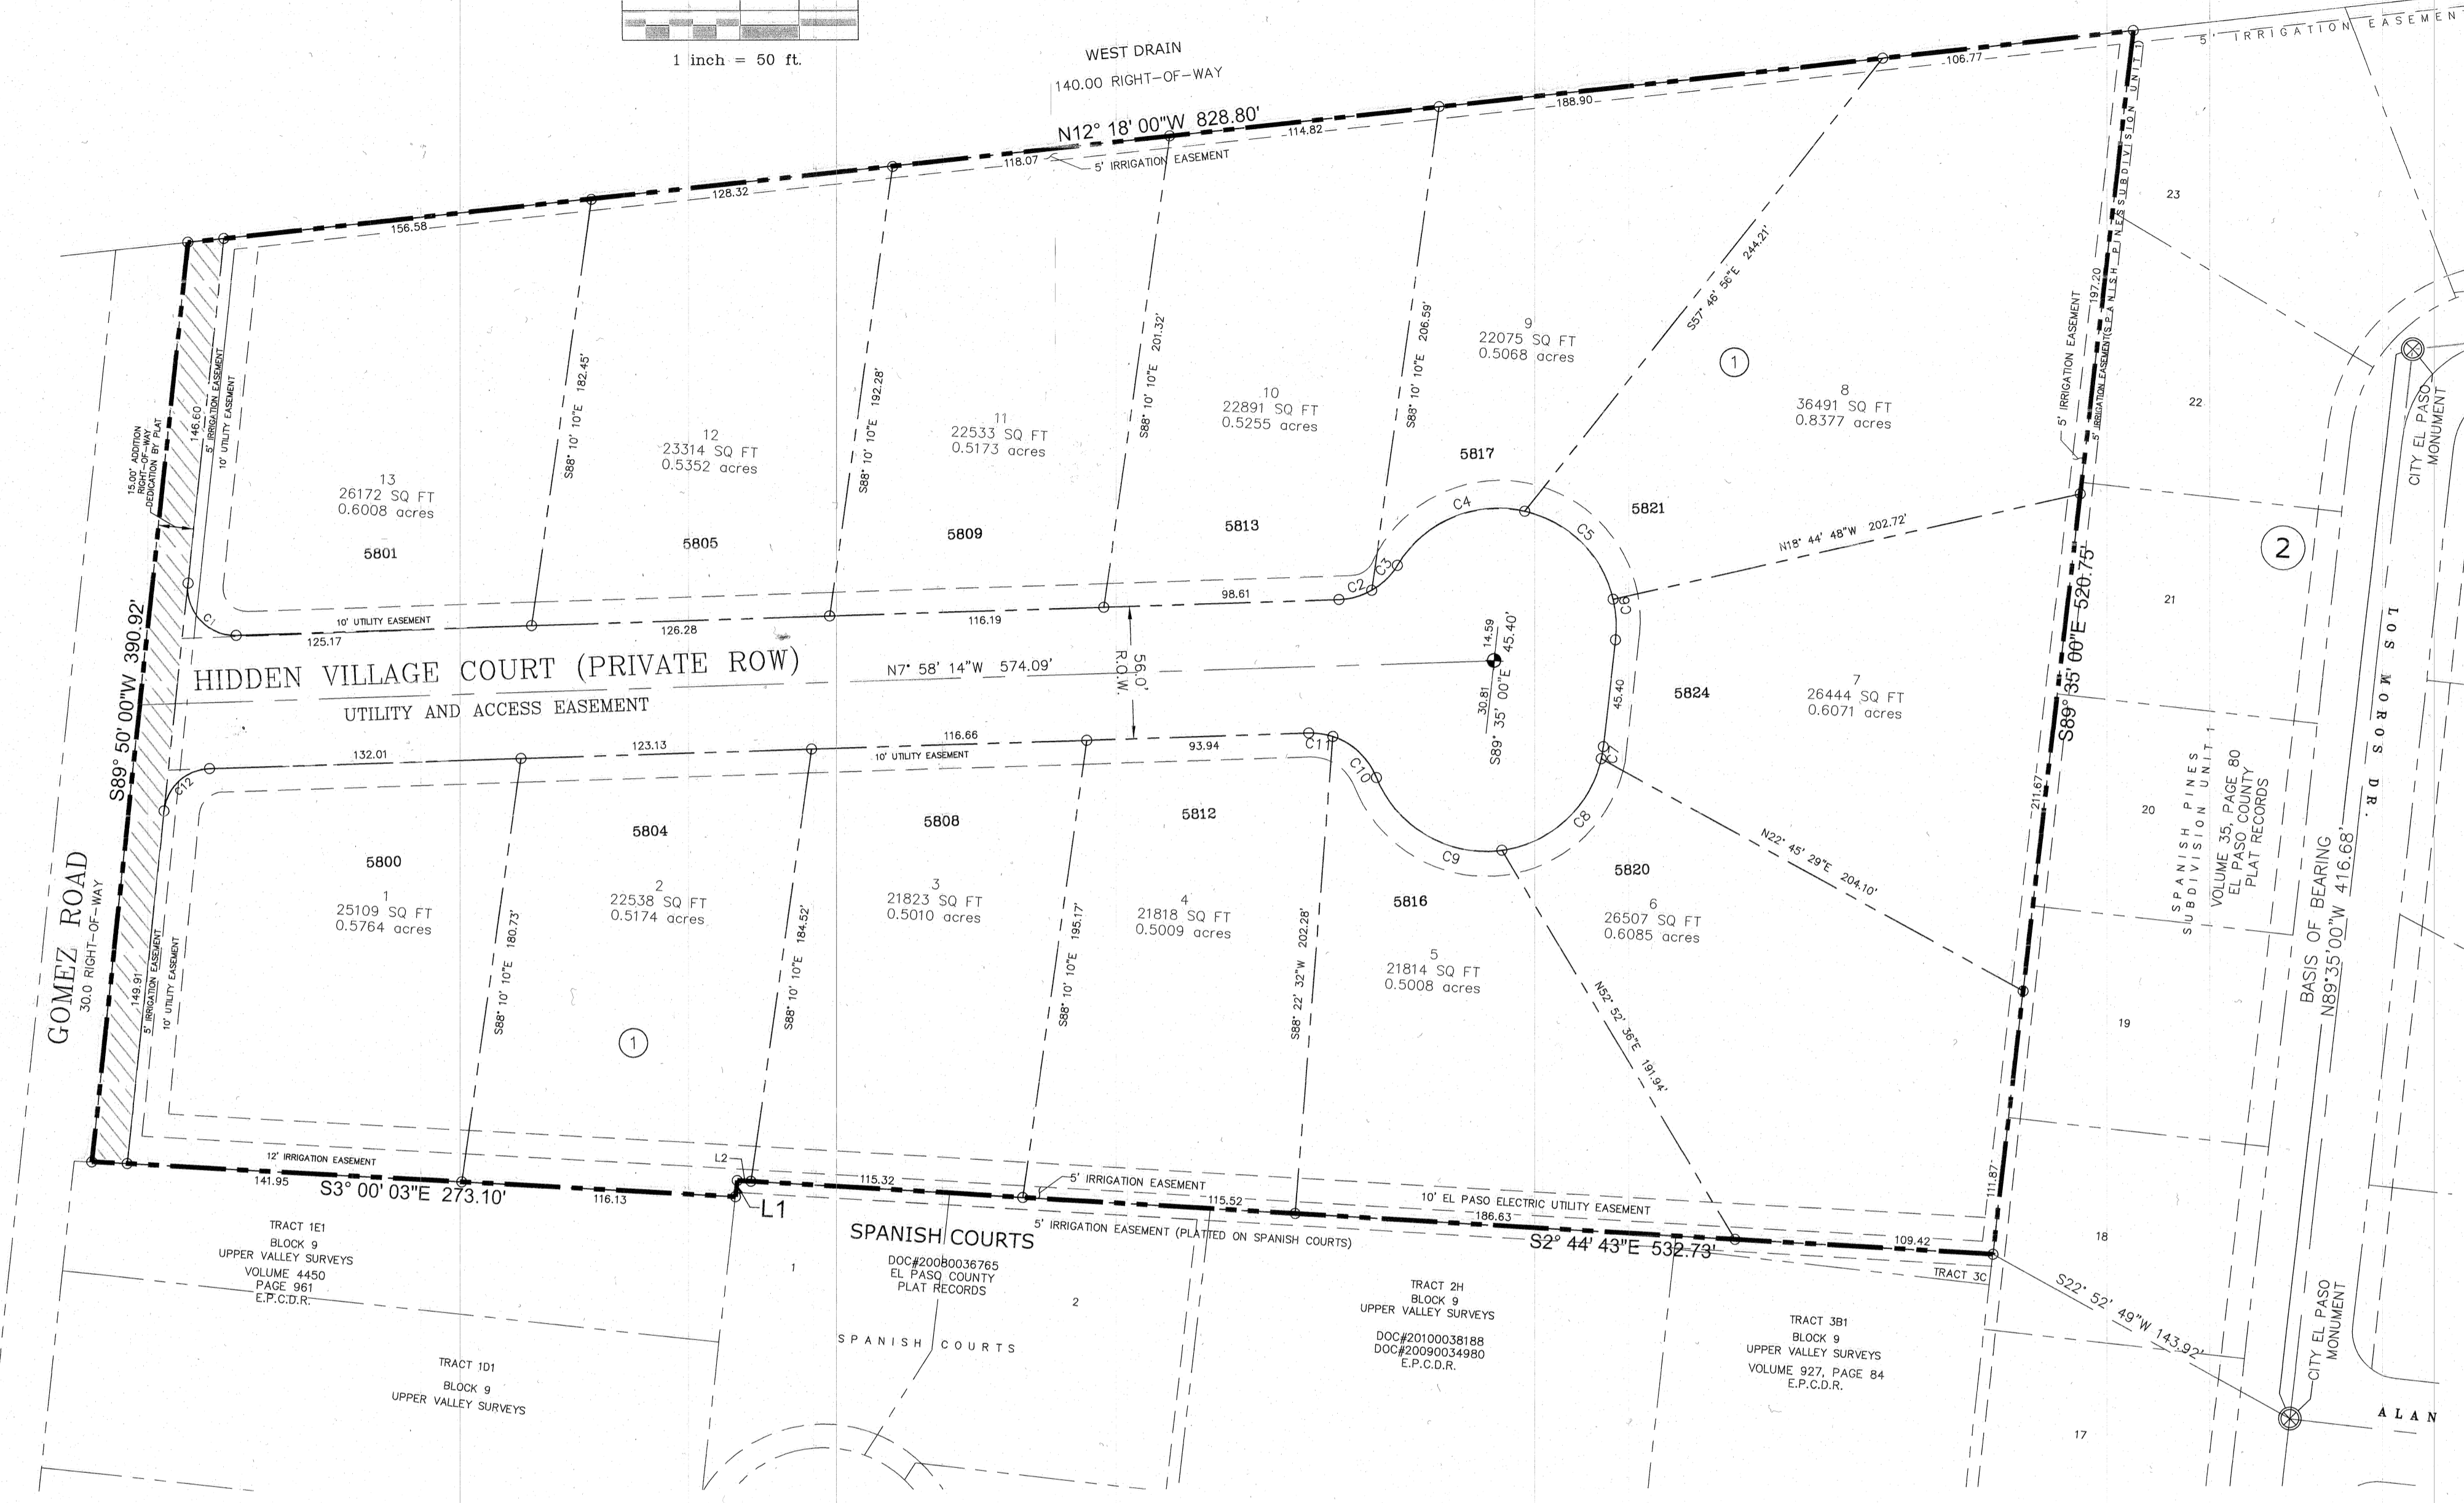 1 inch = 50 ft.
WEST DRAIN
140.00 RIGHT-OF-WAY
N12° 18' 00"W 828.80'
5' IRRIGATION EASEMENT
156.58
128.32
118.07
114.82
188.90
106.77
5' IRRIGATION EASEMEN
15.00' ADDITION
RIGHT-OF-WAY
DEDICATION BY PLAT
146.60
5' IRRIGATION EASEMENT
10' UTILITY EASEMENT
13
26172 SQ FT
0.6008 acres
5801
S88° 10' 10"E 182.45'
12
23314 SQ FT
0.5352 acres
5805
S88° 10' 10"E 192.28'
11
22533 SQ FT
0.5173 acres
5809
S88° 10' 10"E 201.32'
10
22891 SQ FT
0.5255 acres
5813
S88° 10' 10"E 206.59'
9
22075 SQ FT
0.5068 acres
5817
S57° 46' 56"E 244.21'
1
8
36491 SQ FT
0.8377 acres
5821
N18° 44' 48"W 202.72'
5' IRRIGATION EASEMENT
197.20
5' IRRIGATION EASEMENT(SPANISH PINES SUBDIVISION UNIT 1)
S89° 35' 00"E 520.75'
C1
10' UTILITY EASEMENT
125.17
126.28
116.19
98.61
C2
C3
C4
C5
C6
HIDDEN VILLAGE COURT (PRIVATE ROW)
UTILITY AND ACCESS EASEMENT
N7° 58' 14"W 574.09'
56.0'
R.O.W.
14.59
30.81
S89° 35' 00"E 45.40'
45.40
C7
C8
C9
C10
C11
C12
132.01
123.13
116.66
10' UTILITY EASEMENT
93.94
5824
7
26444 SQ FT
0.6071 acres
211.67
N22° 45' 29"E 204.10'
S89° 50' 00"W 390.92'
GOMEZ ROAD
30.0 RIGHT-OF-WAY
149.91
5' IRRIGATION EASEMENT
10' UTILITY EASEMENT
5800
1
25109 SQ FT
0.5764 acres
S88° 10' 10"E 180.73'
5804
2
22538 SQ FT
0.5174 acres
1
S88° 10' 10"E 184.52'
5808
3
21823 SQ FT
0.5010 acres
S88° 10' 10"E 195.17'
5812
4
21818 SQ FT
0.5009 acres
S88° 22' 32"W 202.28'
5816
5
21814 SQ FT
0.5008 acres
N52° 52' 36"E 191.94'
5820
6
26507 SQ FT
0.6085 acres
111.87
12' IRRIGATION EASEMENT
141.95
S3° 00' 03"E 273.10'
116.13
L2
L1
115.32
5' IRRIGATION EASEMENT
115.52
5' IRRIGATION EASEMENT (PLATTED ON SPANISH COURTS)
10' EL PASO ELECTRIC UTILITY EASEMENT
186.63
S2° 44' 43"E 532.73'
109.42
TRACT 3C
TRACT 1E1
BLOCK 9
UPPER VALLEY SURVEYS
VOLUME 4450
PAGE 961
E.P.C.D.R.
TRACT 1D1
BLOCK 9
UPPER VALLEY SURVEYS
SPANISH COURTS
DOC#20080036765
EL PASO COUNTY
PLAT RECORDS
1
2
SPANISH COURTS
TRACT 2H
BLOCK 9
UPPER VALLEY SURVEYS
DOC#20100038188
DOC#20090034980
E.P.C.D.R.
TRACT 3B1
BLOCK 9
UPPER VALLEY SURVEYS
VOLUME 927, PAGE 84
E.P.C.D.R.
23
22
21
20
19
18
17
2
SPANISH PINES
SUBDIVISION UNIT 1
VOLUME 35, PAGE 80
EL PASO COUNTY
PLAT RECORDS
BASIS OF BEARING
N89°35'00"W 416.68'
LOS MOROS DR.
CITY EL PASO
MONUMENT
S22° 52' 49"W 143.92'
CITY EL PASO
MONUMENT
ALAN